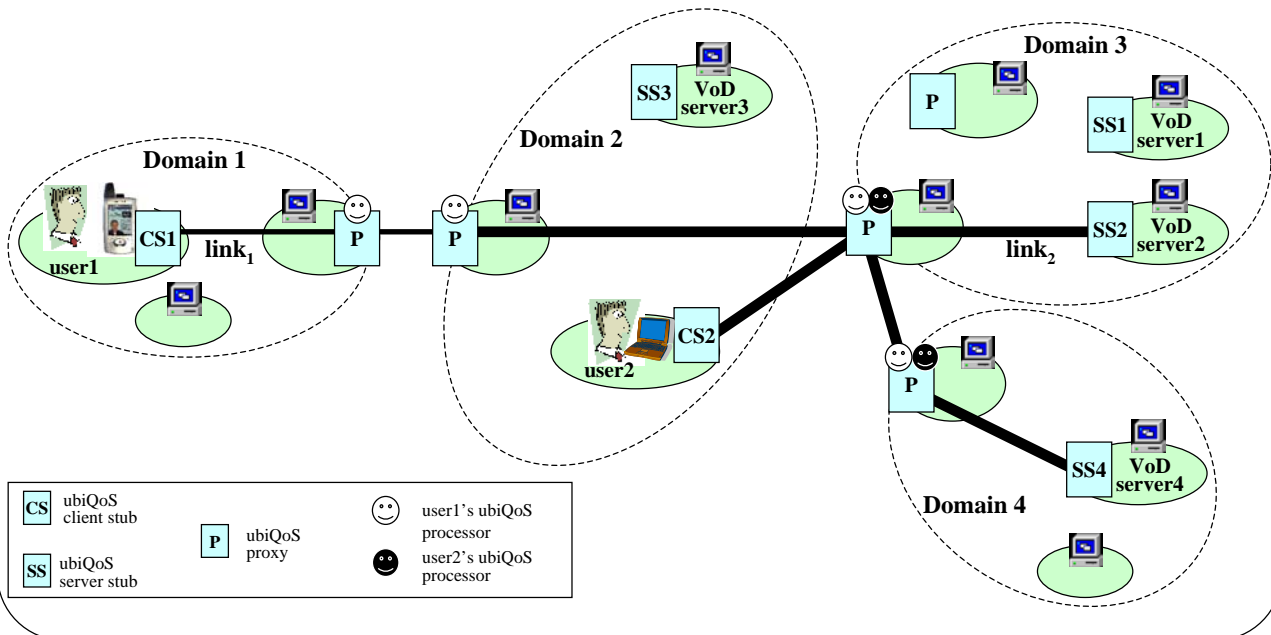 Domain 1
user1
CS1
link1
P
Domain 2
P
SS3
VoD
server3
user2
CS2
Domain 3
P
SS1
VoD
server1
P
link2
SS2
VoD
server2
P
SS4
VoD
server4
Domain 4
CS
ubiQoS
client stub
SS
ubiQoS
server stub
P
ubiQoS
proxy
user1's ubiQoS
processor
user2's ubiQoS
processor